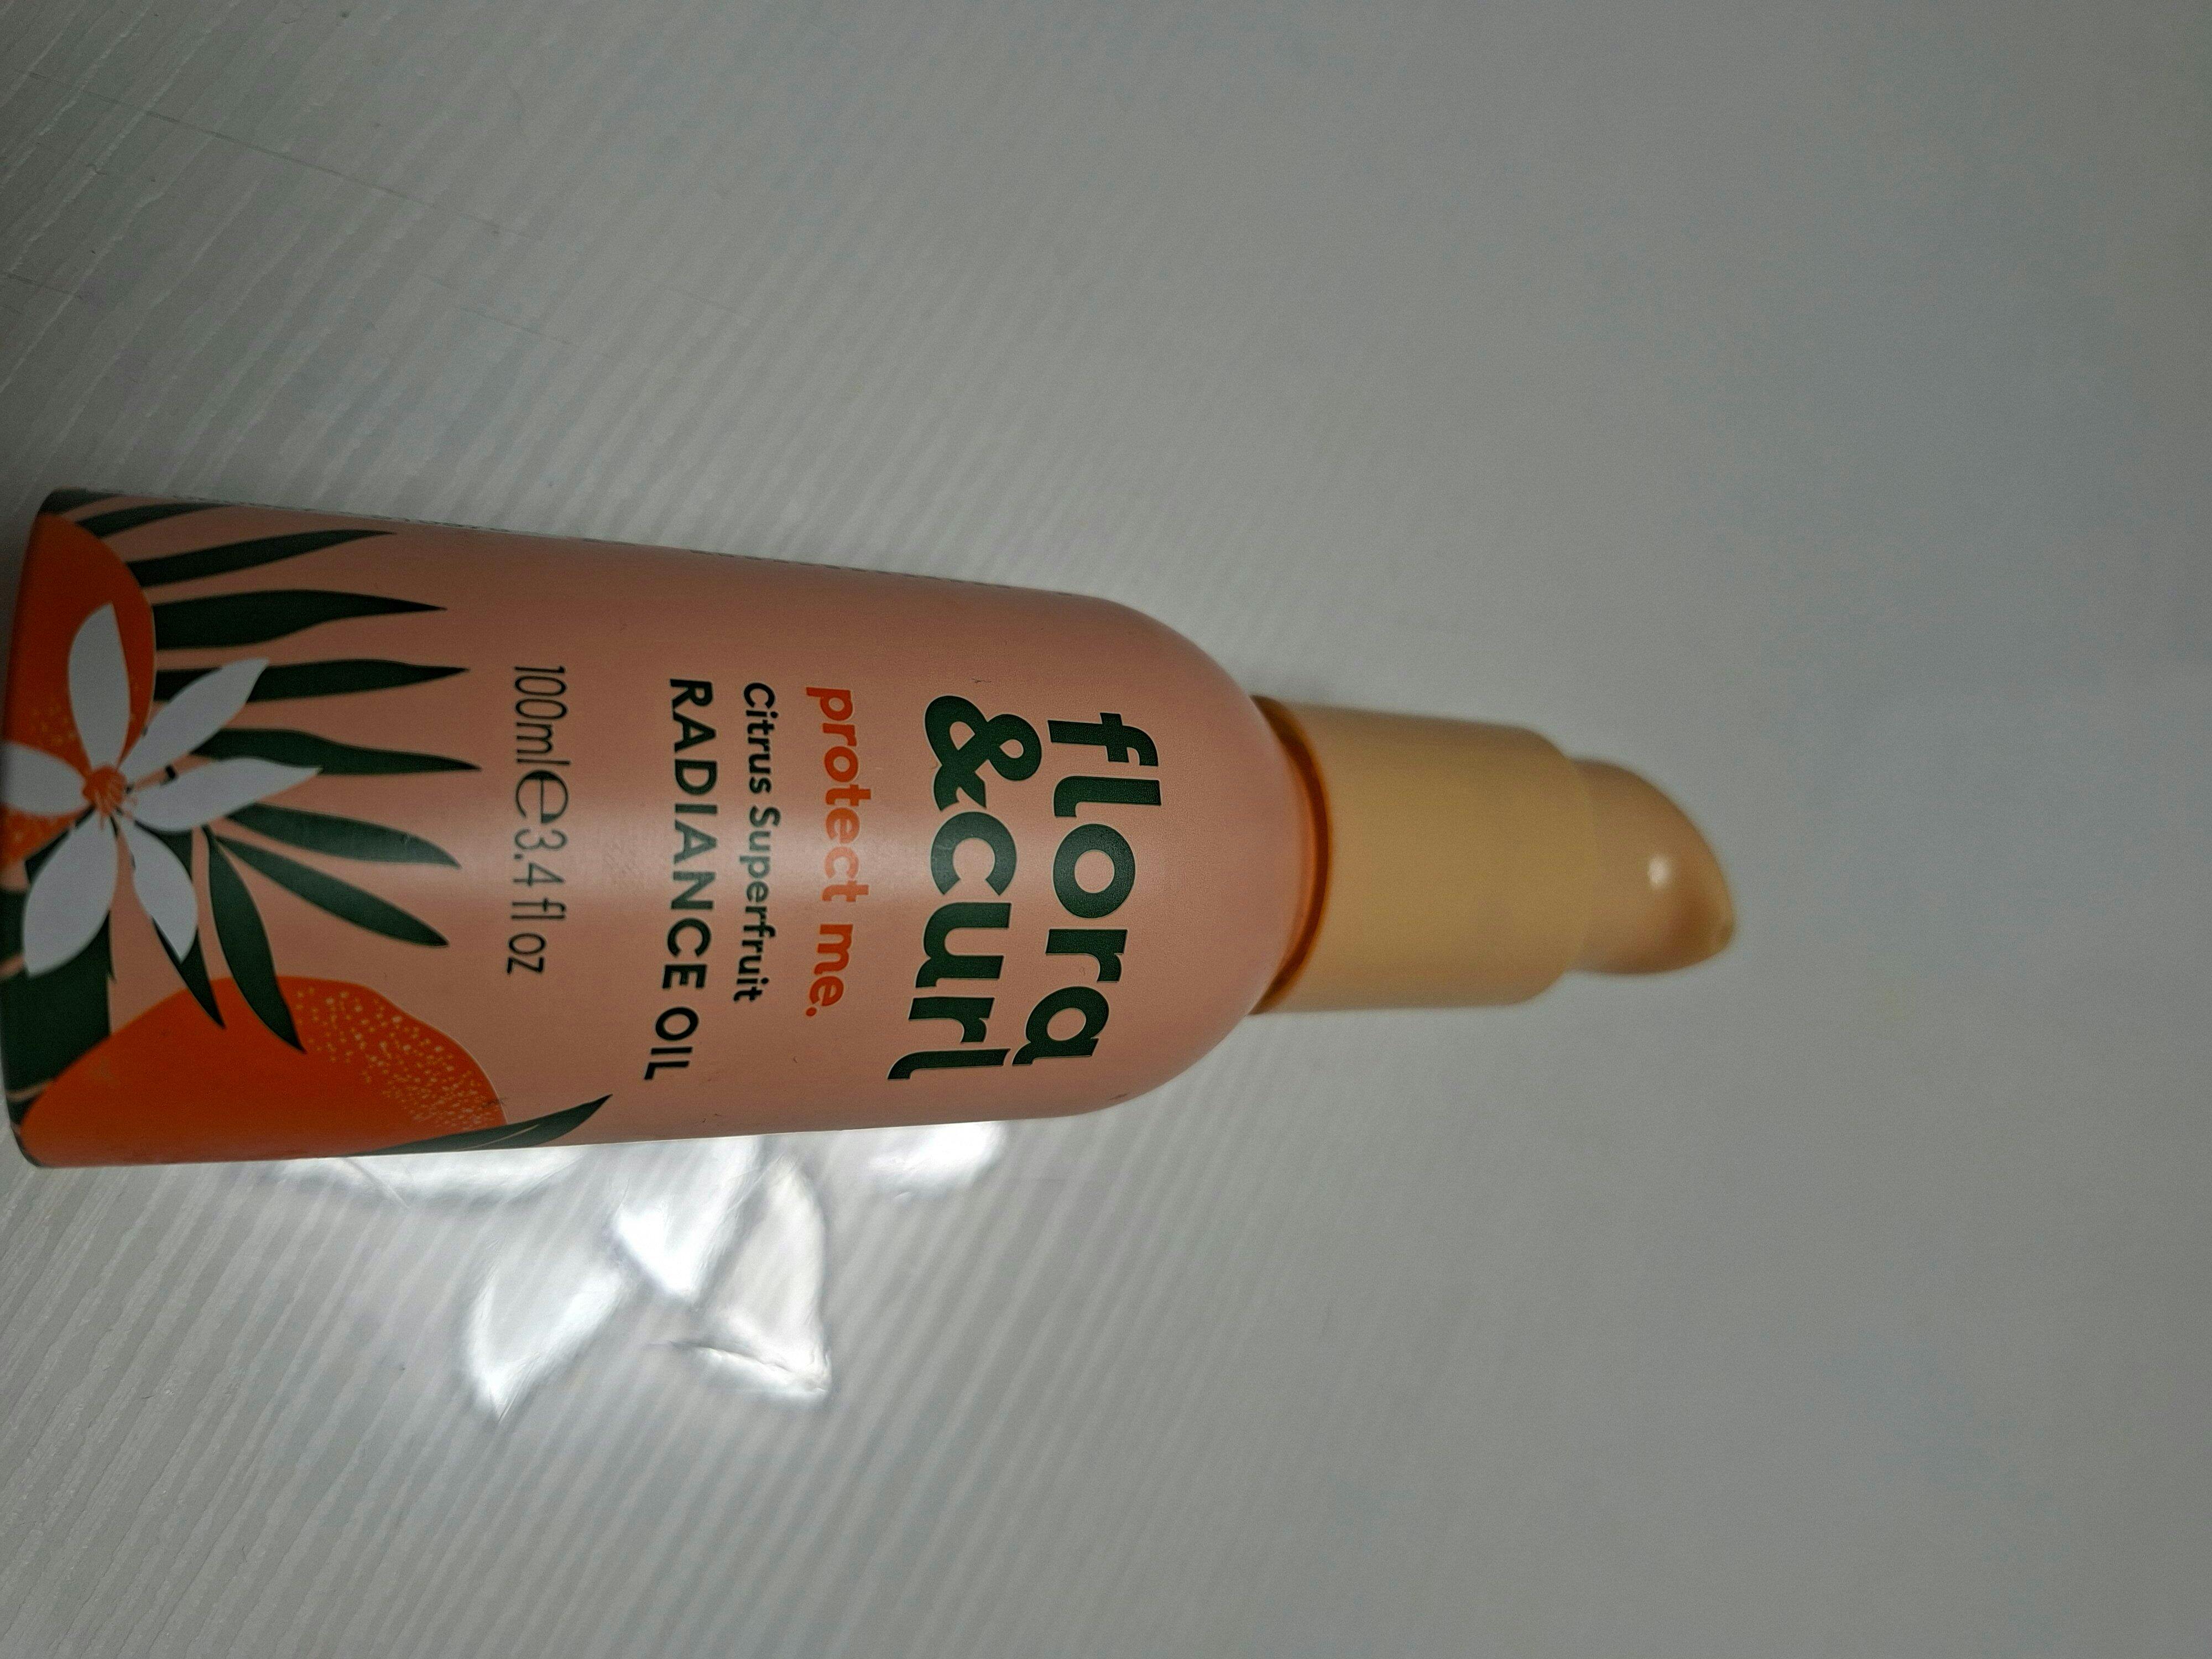 flora
&curl
protect me.
Citrus Superfruit
RADIANCE OIL
100ml℮3.4 fl oz